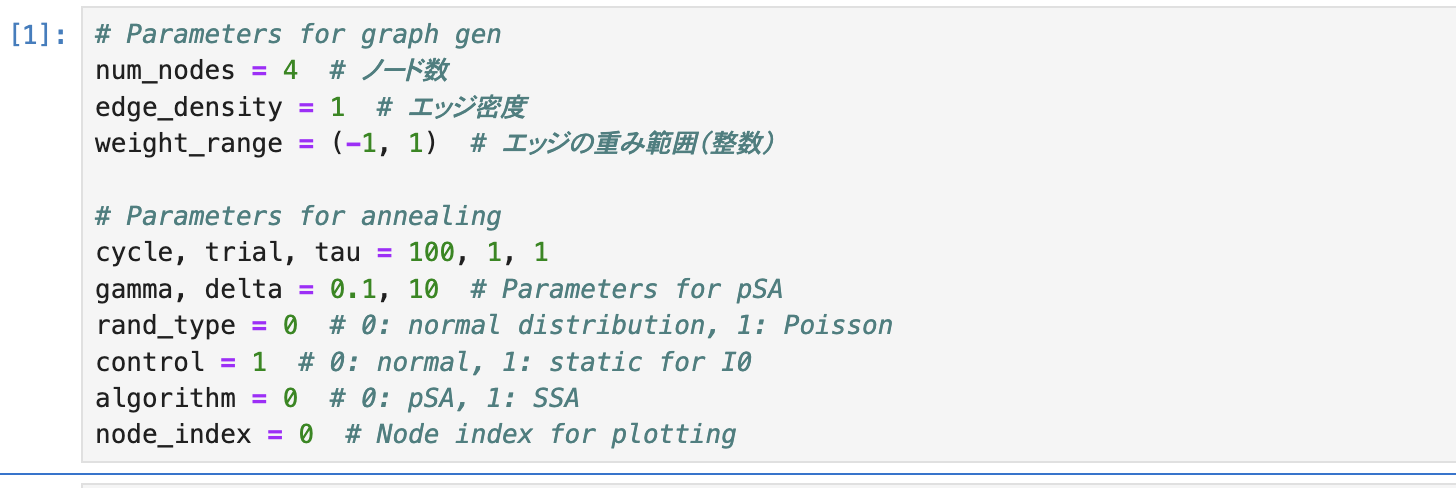 [1]:
# Parameters for graph gen
num_nodes = 4  # ノード数
edge_density = 1  # エッジ密度
weight_range = (-1, 1)  # エッジの重み範囲（整数）
# Parameters for annealing
cycle, trial, tau = 100, 1, 1
gamma, delta = 0.1, 10  # Parameters for pSA
rand_type = 0  # 0: normal distribution, 1: Poisson
control = 1  # 0: normal, 1: static for I0
algorithm = 0  # 0: pSA, 1: SSA
node_index = 0  # Node index for plotting